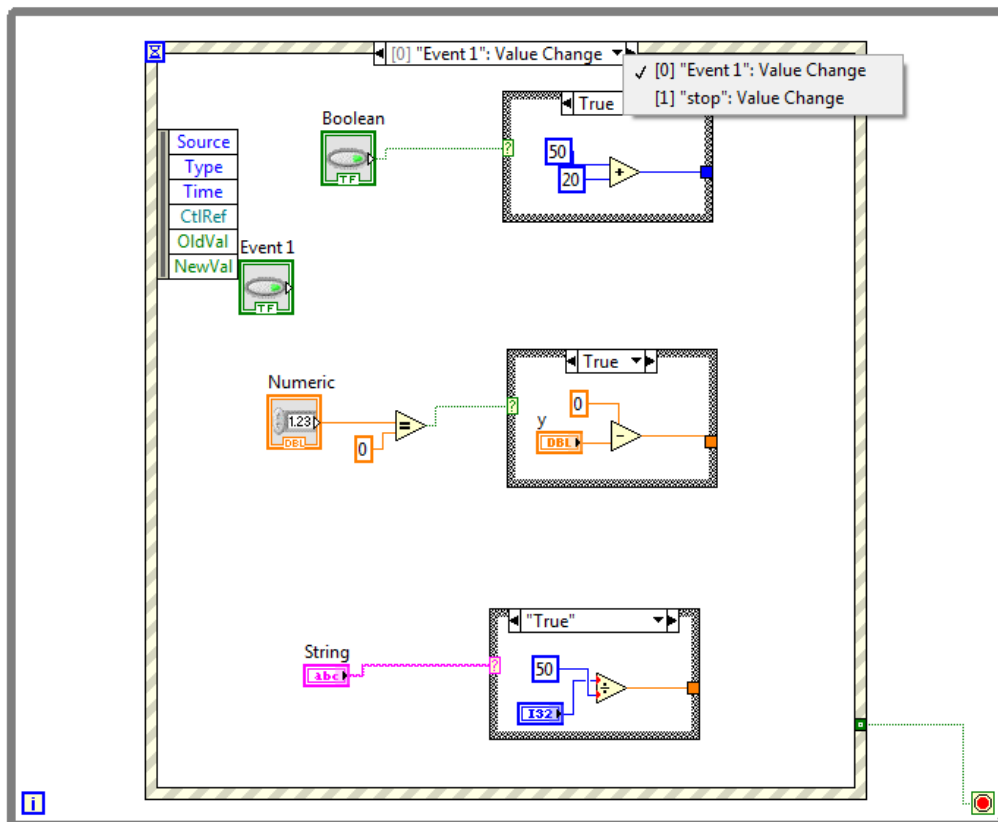 [0] "Event 1": Value Change
[0] "Event 1": Value Change
[1] "stop": Value Change
True
Boolean
TF
?
50
20
+
Source
Type
Time
CtlRef
OldVal
NewVal
Event 1
TF
True
Numeric
1.23
DBL
=
0
?
0
y
DBL
-
"True"
String
abc
?
50
I32
÷
i